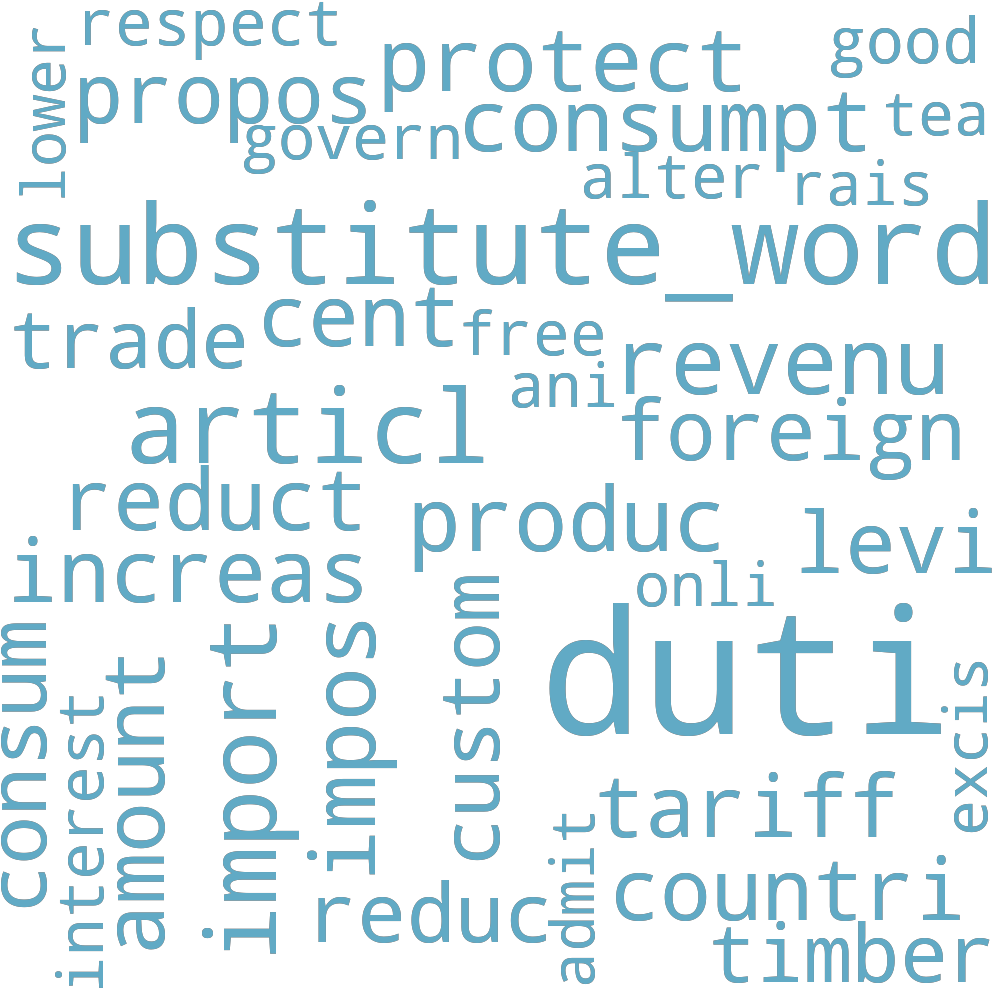 respect
lower
propos
protect
good
govern
consumpt
tea
alter
rais
substitute_word
trade
cent
free
revenu
ani
articl
foreign
reduct
produc
levi
increas
onli
duti
consum
interest
amount
import
impos
custom
excis
tariff
admit
reduc
countri
timber